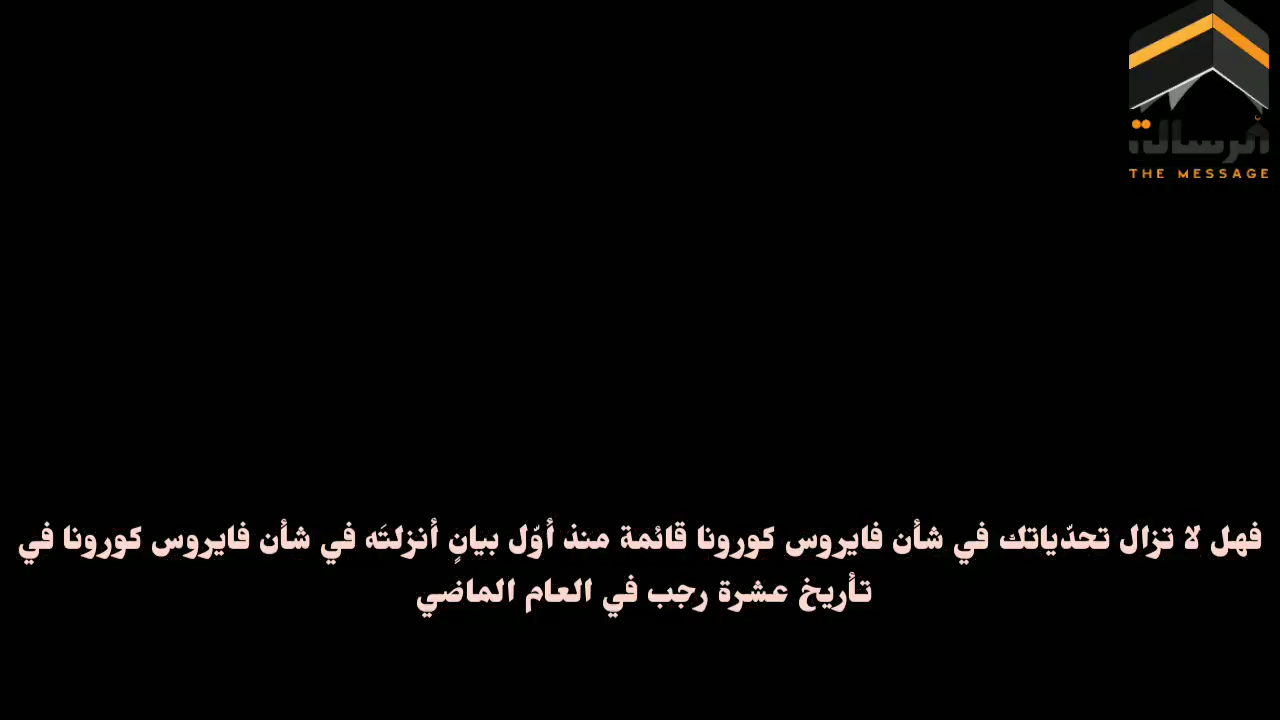 الرسالة
THE MESSAGE
فهل لا تزال تحدّياتك في شأن فايروس كورونا قائمة منذ أوّل بيانٍ أنزلتَه في شأن فايروس كورونا في
تأريخ عشرة رجب في العام الماضي